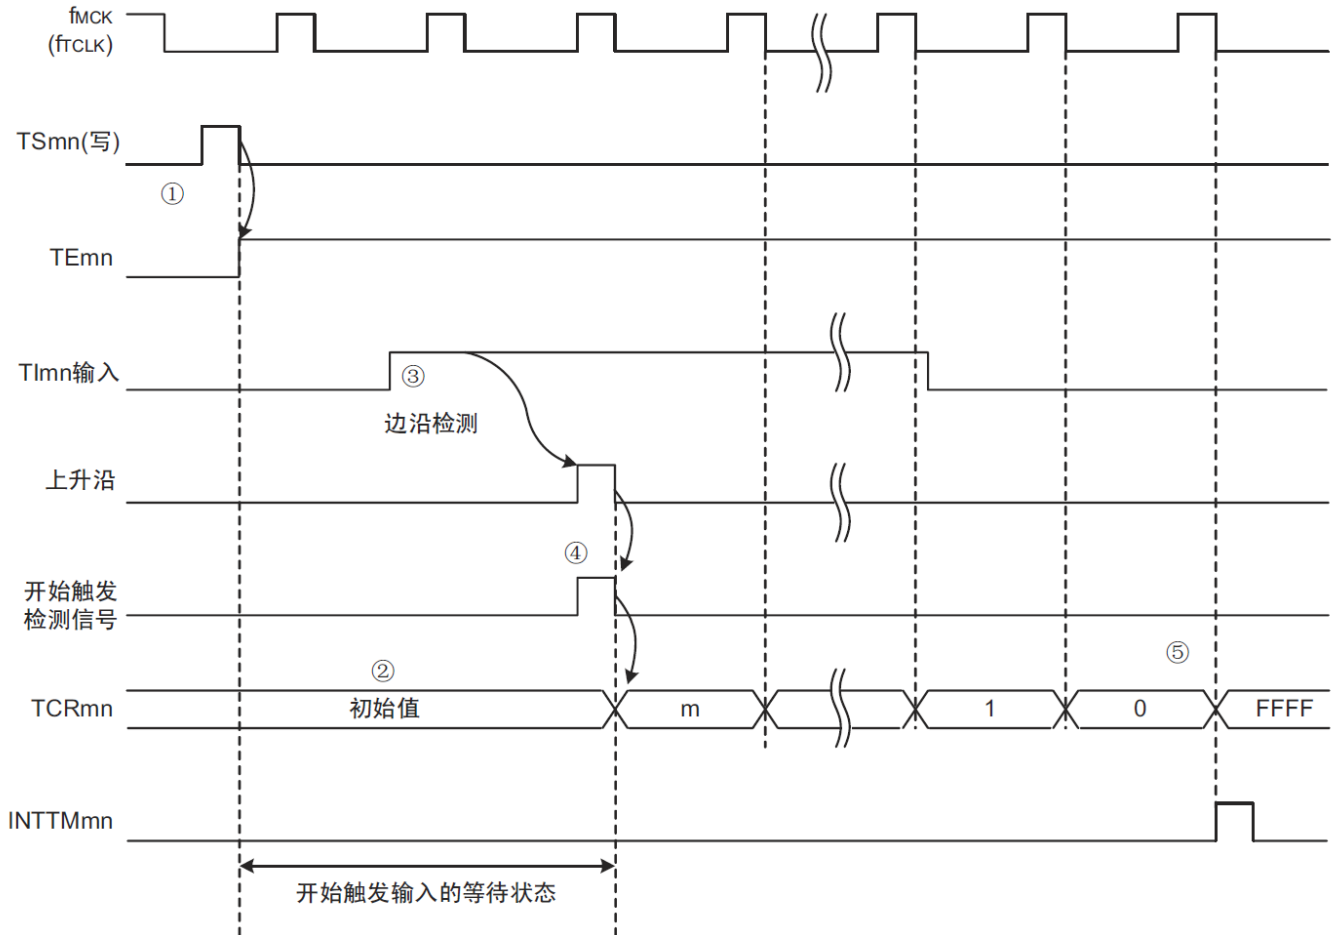 fMCK
(fTCLK)
TSmn(写)
①
TEmn
TImn输入
③
边沿检测
上升沿
④
开始触发
检测信号
②
⑤
TCRmn
初始值
m
1
0
FFFF
INTTMmn
开始触发输入的等待状态